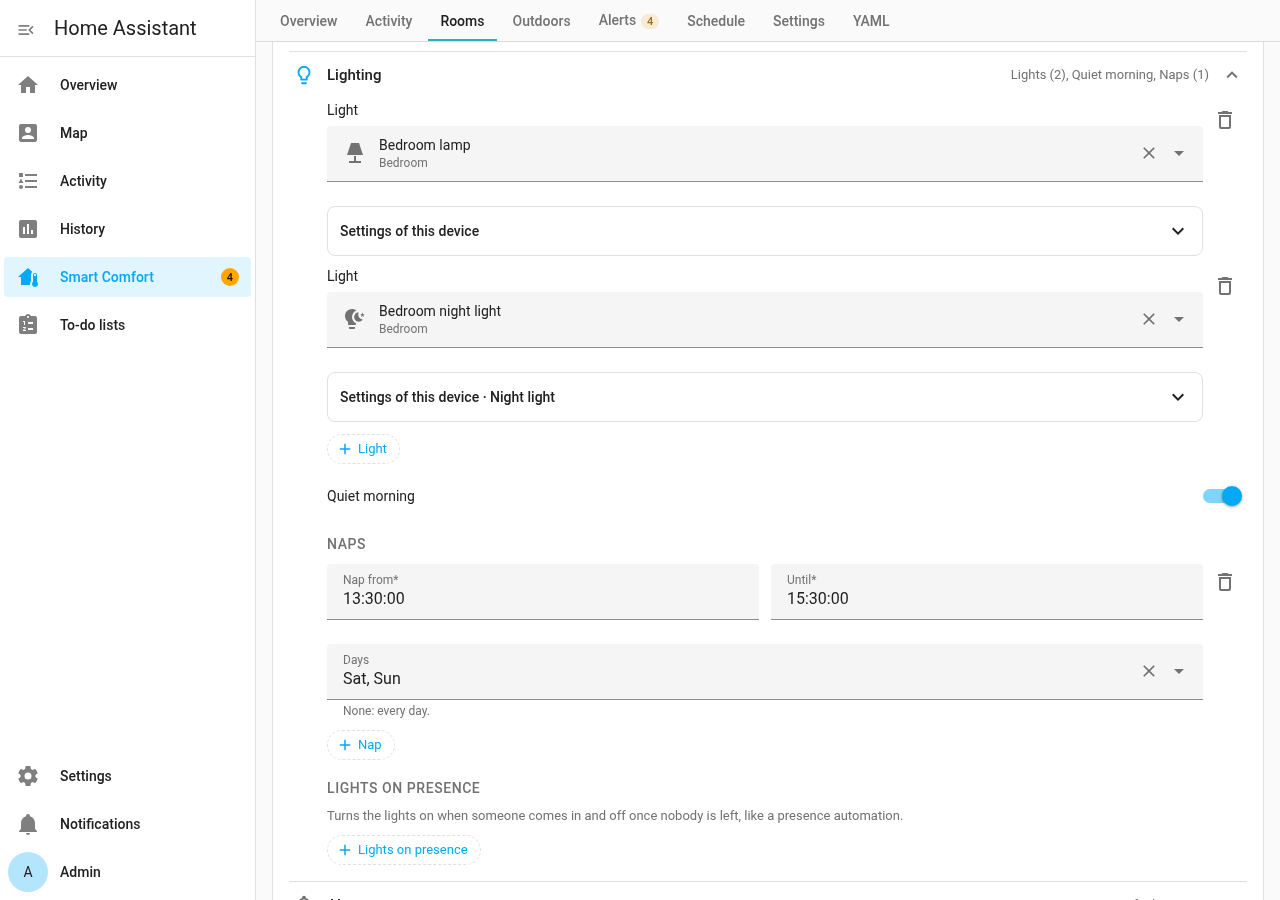 Home Assistant
Overview
Map
Activity
History
Smart Comfort 4
To-do lists
Settings
Notifications
A Admin
Overview Activity Rooms Outdoors Alerts 4 Schedule Settings YAML
Lighting Lights (2), Quiet morning, Naps (1)
Light
Bedroom lamp
Bedroom
Settings of this device
Light
Bedroom night light
Bedroom
Settings of this device · Night light
Light
Quiet morning
NAPS
Nap from* Until*
13:30:00 15:30:00
Days
Sat, Sun
None: every day.
Nap
LIGHTS ON PRESENCE
Turns the lights on when someone comes in and off once nobody is left, like a presence automation.
Lights on presence